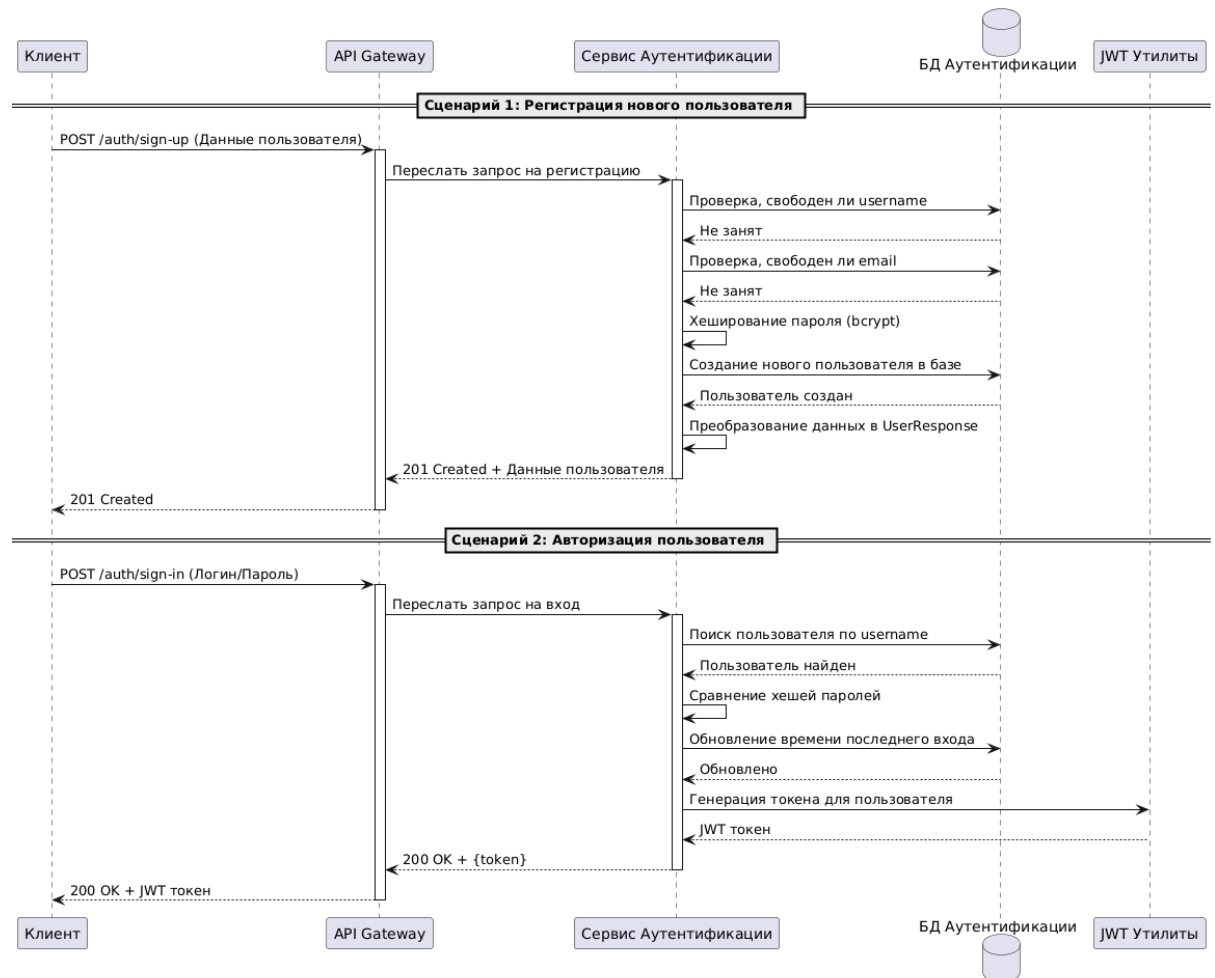 Клиент
API Gateway
Сервис Аутентификации
БД Аутентификации
JWT Утилиты
Сценарий 1: Регистрация нового пользователя
POST /auth/sign-up (Данные пользователя)
Переслать запрос на регистрацию
Проверка, свободен ли username
Не занят
Проверка, свободен ли email
Не занят
Хеширование пароля (bcrypt)
Создание нового пользователя в базе
Пользователь создан
Преобразование данных в UserResponse
201 Created + Данные пользователя
201 Created
Сценарий 2: Авторизация пользователя
POST /auth/sign-in (Логин/Пароль)
Переслать запрос на вход
Поиск пользователя по username
Пользователь найден
Сравнение хешей паролей
Обновление времени последнего входа
Обновлено
Генерация токена для пользователя
JWT токен
200 OK + {token}
200 OK + JWT токен
Клиент
API Gateway
Сервис Аутентификации
БД Аутентификации
JWT Утилиты